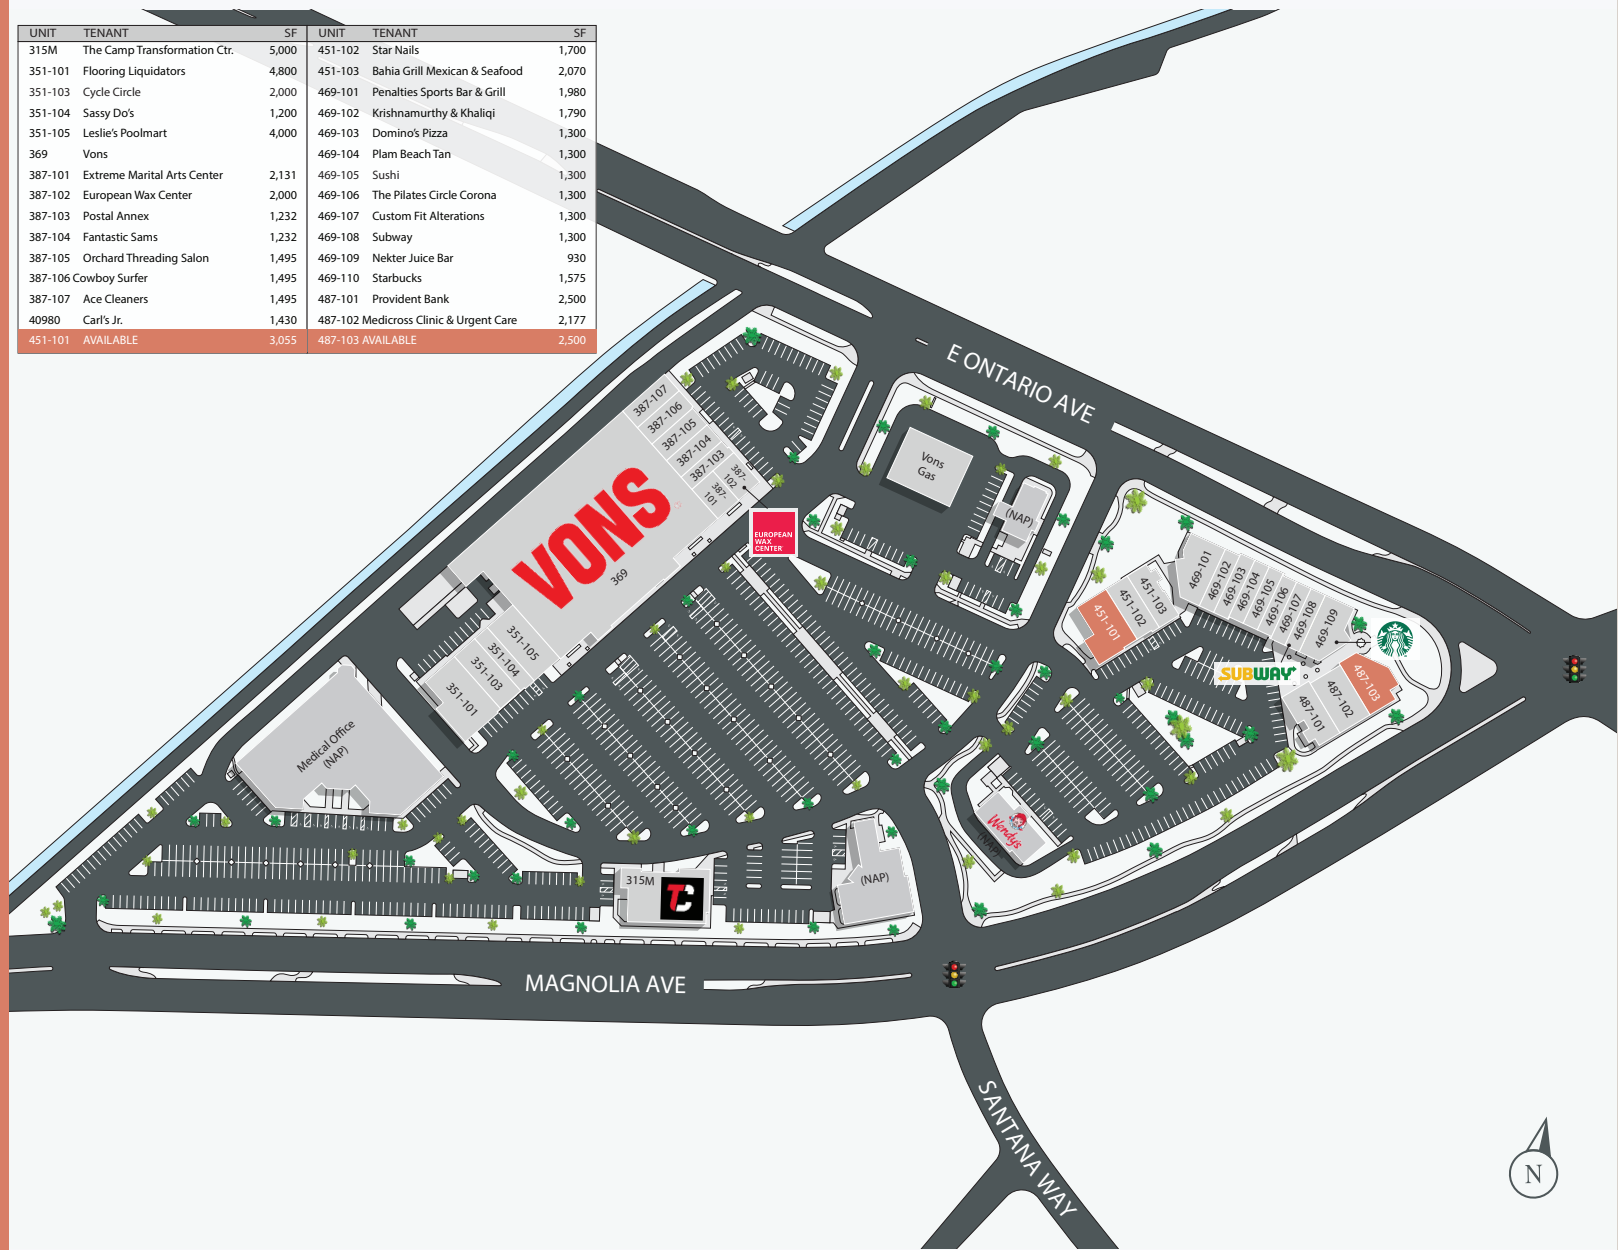 UNIT TENANT SF UNIT TENANT SF
315M The Camp Transformation Ctr. 5,000 451-102 Star Nails 1,700
351-101 Flooring Liquidators 4,800 451-103 Bahia Grill Mexican & Seafood 2,070
351-103 Cycle Circle 2,000 469-101 Penalties Sports Bar & Grill 1,980
351-104 Sassy Do's 1,200 469-102 Krishnamurthy & Khaliqi 1,790
351-105 Leslie's Poolmart 4,000 469-103 Domino's Pizza 1,300
369 Vons 469-104 Plam Beach Tan 1,300
387-101 Extreme Marital Arts Center 2,131 469-105 Sushi 1,300
387-102 European Wax Center 2,000 469-106 The Pilates Circle Corona 1,300
387-103 Postal Annex 1,232 469-107 Custom Fit Alterations 1,300
387-104 Fantastic Sams 1,232 469-108 Subway 1,300
387-105 Orchard Threading Salon 1,495 469-109 Nekter Juice Bar 930
387-106 Cowboy Surfer 1,495 469-110 Starbucks 1,575
387-107 Ace Cleaners 1,495 487-101 Provident Bank 2,500
40980 Carl's Jr. 1,430 487-102 Medicross Clinic & Urgent Care 2,177
451-101 AVAILABLE 3,055 487-103 AVAILABLE 2,500
E ONTARIO AVE
387-107
387-106
387-105
387-104
387-103
387-
102
387-
101
VONS
369
EUROPEAN
WAX
CENTER
Vons
Gas
(NAP)
351-105
351-104
351-103
351-101
Medical Office
(NAP)
451-101
451-102
451-103
469-101
469-102
469-103
469-104
469-105
469-106
469-107
469-108
469-109
SUBWAY
487-103
487-102
487-101
Wendys
(NAP)
315M
TC
(NAP)
MAGNOLIA AVE
SANTANA WAY
N